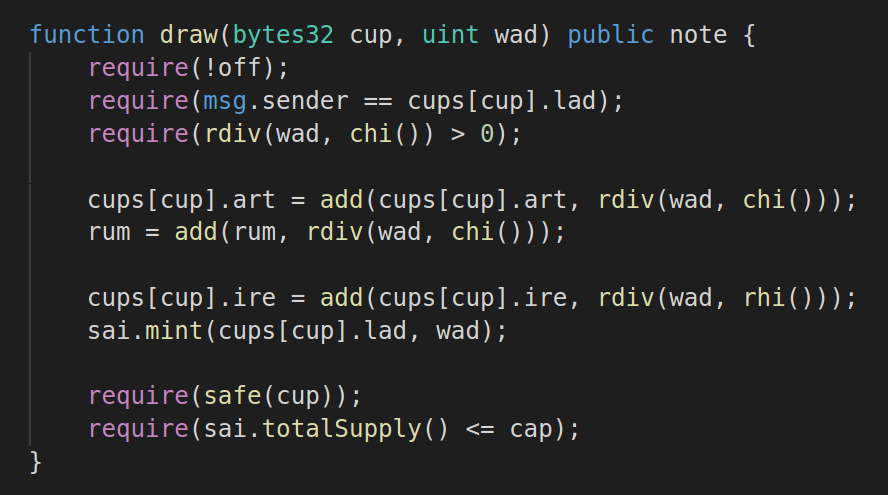 function draw(bytes32 cup, uint wad) public note {
    require(!off);
    require(msg.sender == cups[cup].lad);
    require(rdiv(wad, chi()) > 0);

    cups[cup].art = add(cups[cup].art, rdiv(wad, chi()));
    rum = add(rum, rdiv(wad, chi()));

    cups[cup].ire = add(cups[cup].ire, rdiv(wad, rhi()));
    sai.mint(cups[cup].lad, wad);

    require(safe(cup));
    require(sai.totalSupply() <= cap);
}